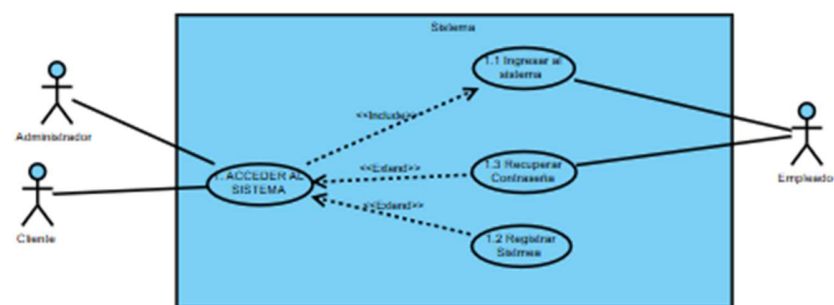 Sistema
1.1 Ingresar al
sistema
Administrador
<<Include>>
1. ACCEDER AL
SISTEMA
<<Extend>>
1.3 Recuperar
Contraseña
Empleado
Cliente
<<Extend>>
1.2 Registrar